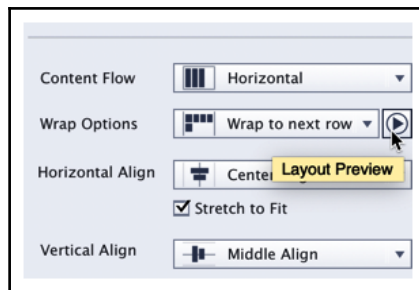 Content Flow Horizontal
Wrap Options Wrap to next row
Horizontal Align Center
Layout Preview
Stretch to Fit
Vertical Align Middle Align